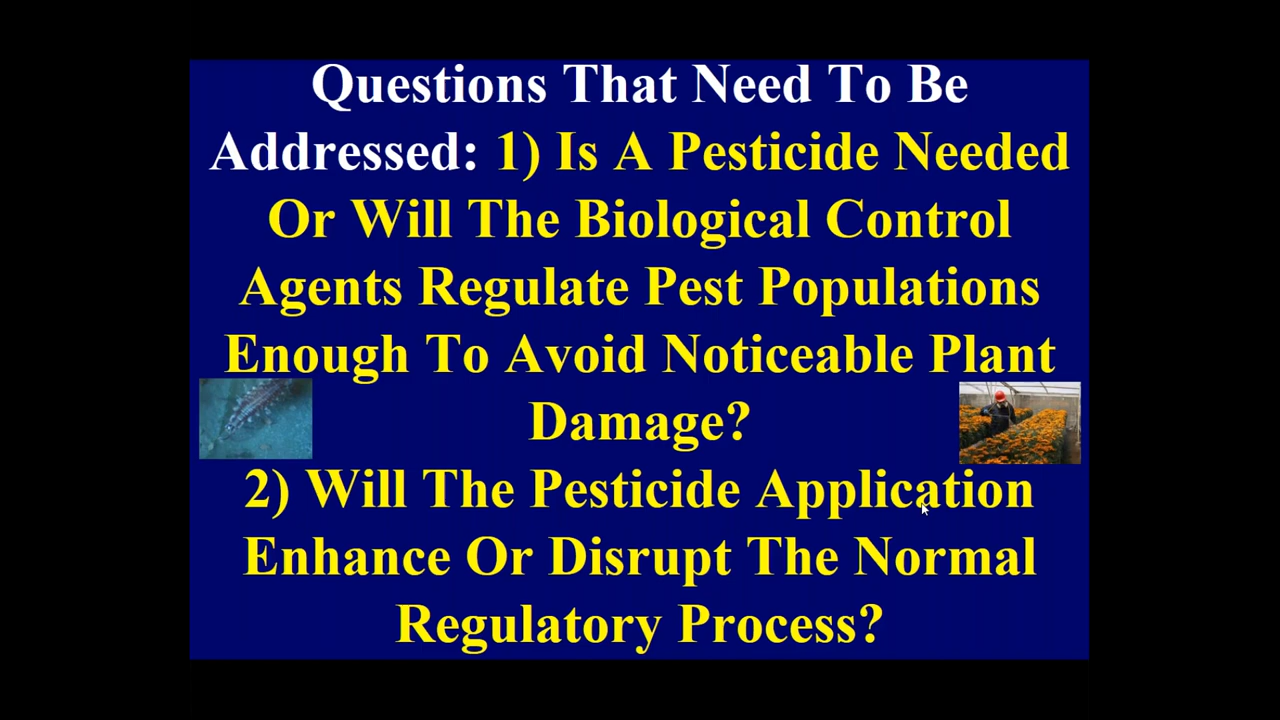 Questions That Need To Be
Addressed: 1) Is A Pesticide Needed
Or Will The Biological Control
Agents Regulate Pest Populations
Enough To Avoid Noticeable Plant
Damage?
2) Will The Pesticide Application
Enhance Or Disrupt The Normal
Regulatory Process?